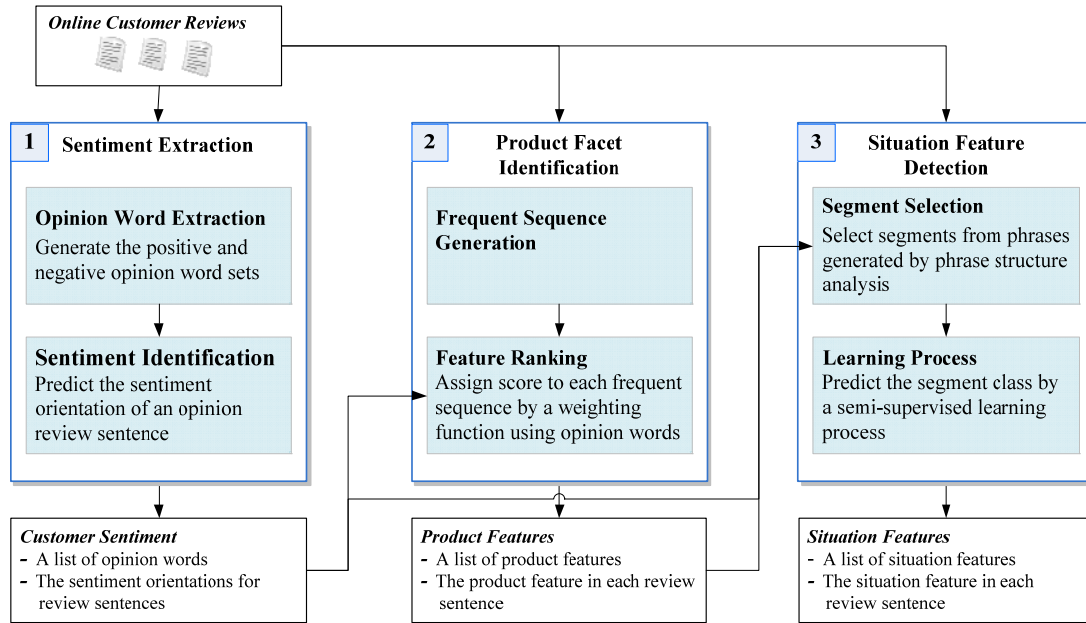 Online Customer Reviews
1
Sentiment Extraction
Opinion Word Extraction
Generate the positive and
negative opinion word sets
Sentiment Identification
Predict the sentiment
orientation of an opinion
review sentence
2
Product Facet
Identification
Frequent Sequence
Generation
Feature Ranking
Assign score to each frequent
sequence by a weighting
function using opinion words
3
Situation Feature
Detection
Segment Selection
Select segments from phrases
generated by phrase structure
analysis
Learning Process
Predict the segment class by
a semi-supervised learning
process
Customer Sentiment
- A list of opinion words
- The sentiment orientations for
review sentences
Product Features
- A list of product features
- The product feature in each review
sentence
Situation Features
- A list of situation features
- The situation feature in each
review sentence